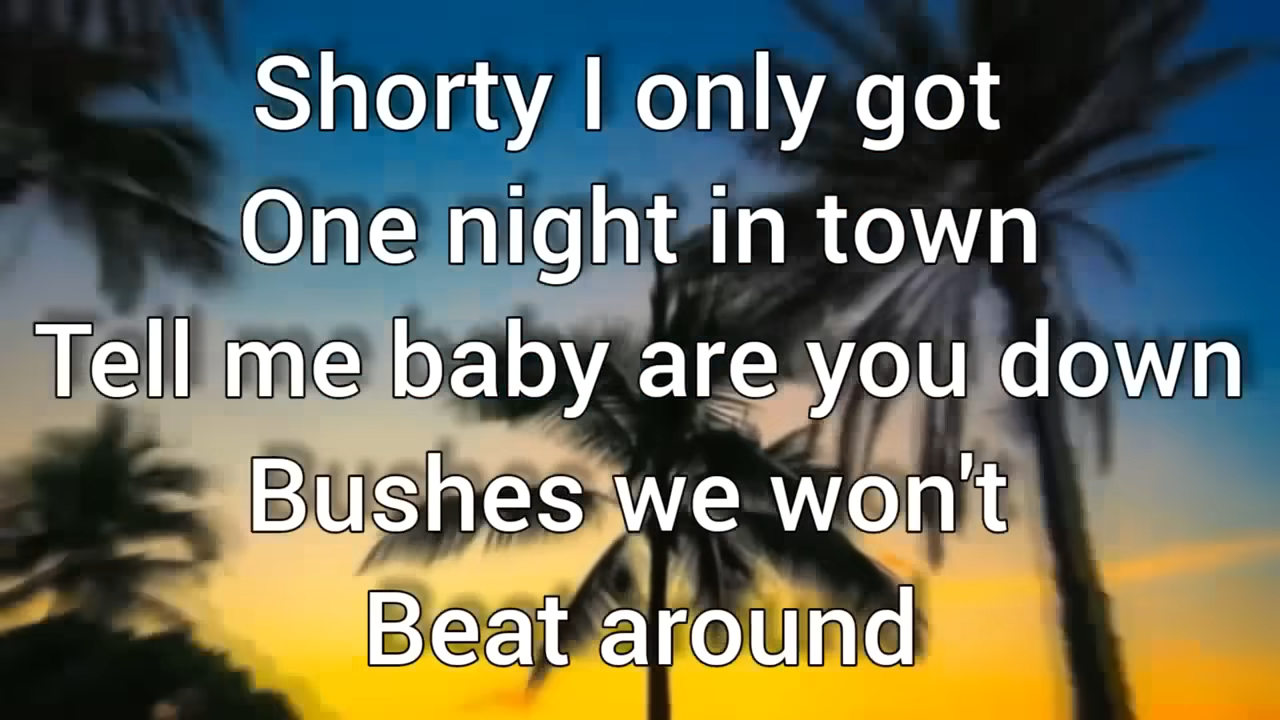 Shorty I only got
One night in town
Tell me baby are you down
Bushes we won't
Beat around